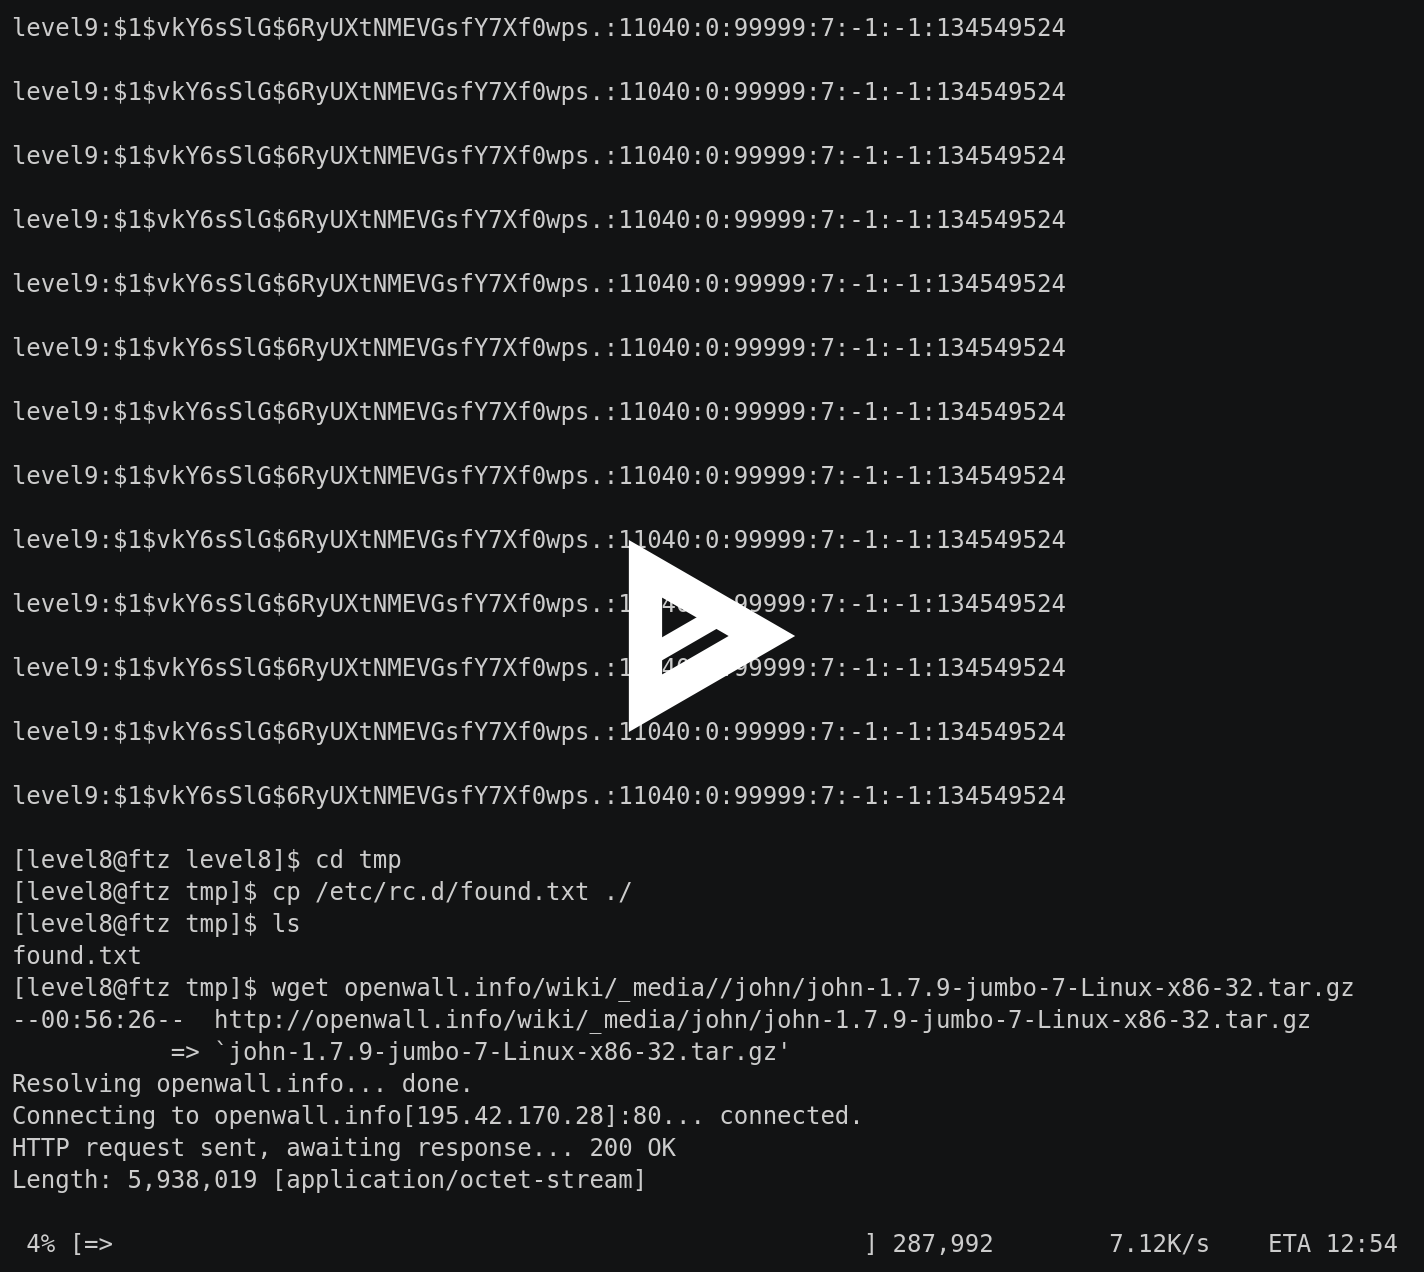 level9:$1$vkY6sSlG$6RyUXtNMEVGsfY7Xf0wps.:11040:0:99999:7:-1:-1:134549524
level9:$1$vkY6sSlG$6RyUXtNMEVGsfY7Xf0wps.:11040:0:99999:7:-1:-1:134549524
level9:$1$vkY6sSlG$6RyUXtNMEVGsfY7Xf0wps.:11040:0:99999:7:-1:-1:134549524
level9:$1$vkY6sSlG$6RyUXtNMEVGsfY7Xf0wps.:11040:0:99999:7:-1:-1:134549524
level9:$1$vkY6sSlG$6RyUXtNMEVGsfY7Xf0wps.:11040:0:99999:7:-1:-1:134549524
level9:$1$vkY6sSlG$6RyUXtNMEVGsfY7Xf0wps.:11040:0:99999:7:-1:-1:134549524
level9:$1$vkY6sSlG$6RyUXtNMEVGsfY7Xf0wps.:11040:0:99999:7:-1:-1:134549524
level9:$1$vkY6sSlG$6RyUXtNMEVGsfY7Xf0wps.:11040:0:99999:7:-1:-1:134549524
level9:$1$vkY6sSlG$6RyUXtNMEVGsfY7Xf0wps.:11040:0:99999:7:-1:-1:134549524
level9:$1$vkY6sSlG$6RyUXtNMEVGsfY7Xf0wps.:11040:0:99999:7:-1:-1:134549524
level9:$1$vkY6sSlG$6RyUXtNMEVGsfY7Xf0wps.:11040:0:99999:7:-1:-1:134549524
level9:$1$vkY6sSlG$6RyUXtNMEVGsfY7Xf0wps.:11040:0:99999:7:-1:-1:134549524
level9:$1$vkY6sSlG$6RyUXtNMEVGsfY7Xf0wps.:11040:0:99999:7:-1:-1:134549524
[level8@ftz level8]$ cd tmp
[level8@ftz tmp]$ cp /etc/rc.d/found.txt ./
[level8@ftz tmp]$ ls
found.txt
[level8@ftz tmp]$ wget openwall.info/wiki/_media//john/john-1.7.9-jumbo-7-Linux-x86-32.tar.gz
--00:56:26--  http://openwall.info/wiki/_media/john/john-1.7.9-jumbo-7-Linux-x86-32.tar.gz
           => `john-1.7.9-jumbo-7-Linux-x86-32.tar.gz'
Resolving openwall.info... done.
Connecting to openwall.info[195.42.170.28]:80... connected.
HTTP request sent, awaiting response... 200 OK
Length: 5,938,019 [application/octet-stream]
 4% [=>                                                    ] 287,992        7.12K/s    ETA 12:54